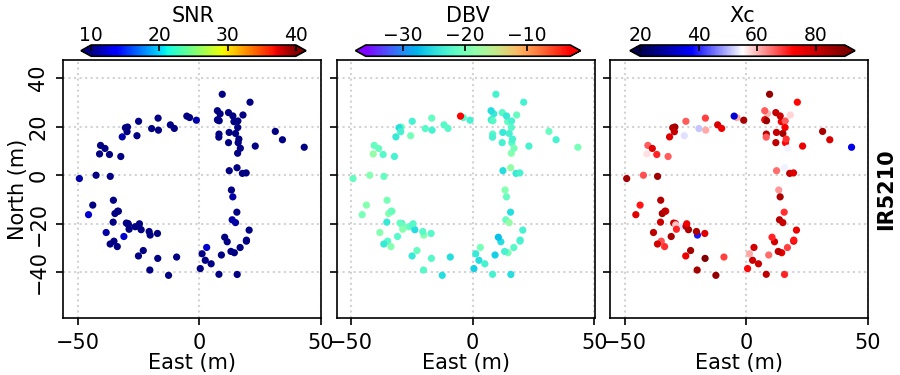 SNR DBV Xc
10 20 30 40 −30 −20 −10 20 40 60 80
40
20
0
−20
−40
North (m)
IR5210
−50 0 50 −50 0 50 −50 0 50
East (m) East (m) East (m)